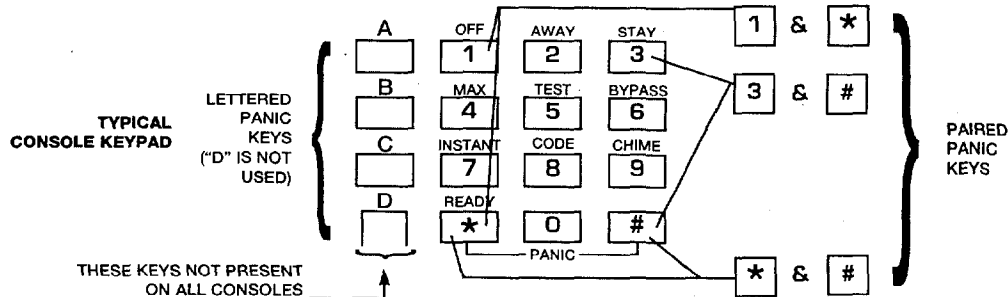 A OFF AWAY STAY
1 2 3
B MAX TEST BYPASS
4 5 6
C INSTANT CODE CHIME
7 8 9
D READY
* 0 #
PANIC
TYPICAL
CONSOLE KEYPAD
LETTERED
PANIC
KEYS
("D" IS NOT
USED)
THESE KEYS NOT PRESENT
ON ALL CONSOLES
1 & *
3 & #
* & #
PAIRED
PANIC
KEYS